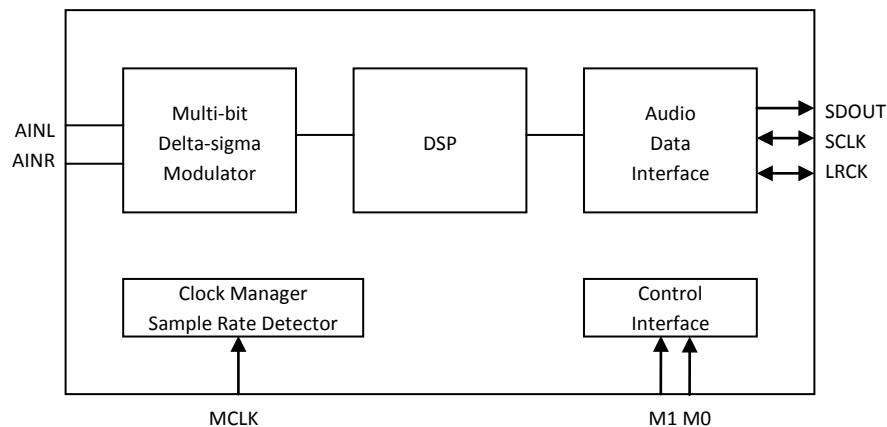 AINL
AINR
Multi-bit
Delta-sigma
Modulator
DSP
Audio
Data
Interface
SDOUT
SCLK
LRCK
Clock Manager
Sample Rate Detector
Control
Interface
MCLK
M1 M0